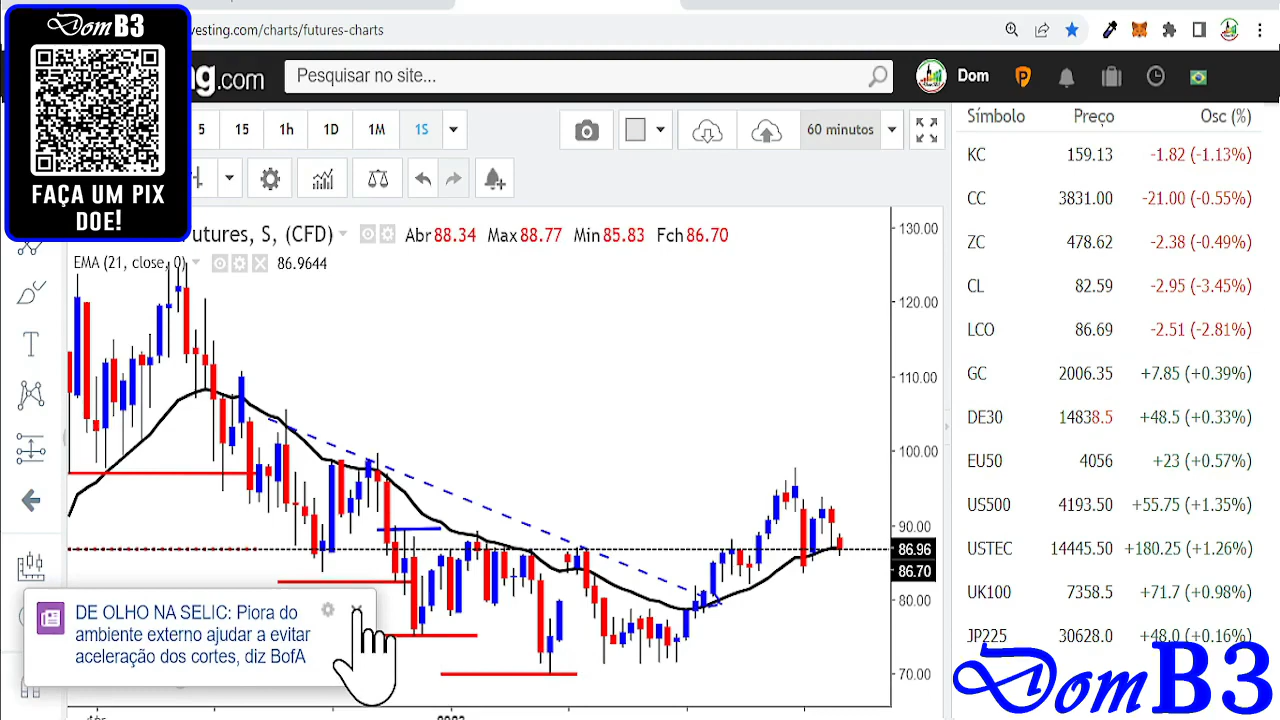 DomB3
FAÇA UM PIX
DOE!
vesting.com/charts/futures-charts
ng.com
Pesquisar no site...
Dom
5 15 1h 1D 1M 1S
60 minutos
utures, S, (CFD) Abr 88.34 Max 88.77 Min 85.83 Fch 86.70
EMA (21, close, 0) 86.9644
130.00
120.00
110.00
100.00
90.00
86.96
86.70
80.00
70.00
2023
DE OLHO NA SELIC: Piora do
ambiente externo ajudar a evitar
aceleração dos cortes, diz BofA
Símbolo Preço Osc (%)
KC 159.13 -1.82 (-1.13%)
CC 3831.00 -21.00 (-0.55%)
ZC 478.62 -2.38 (-0.49%)
CL 82.59 -2.95 (-3.45%)
LCO 86.69 -2.51 (-2.81%)
GC 2006.35 +7.85 (+0.39%)
DE30 14838.5 +48.5 (+0.33%)
EU50 4056 +23 (+0.57%)
US500 4193.50 +55.75 (+1.35%)
USTEC 14445.50 +180.25 (+1.26%)
UK100 7358.5 +71.7 (+0.98%)
JP225 30628.0 +48.0 (+0.16%)
DomB3